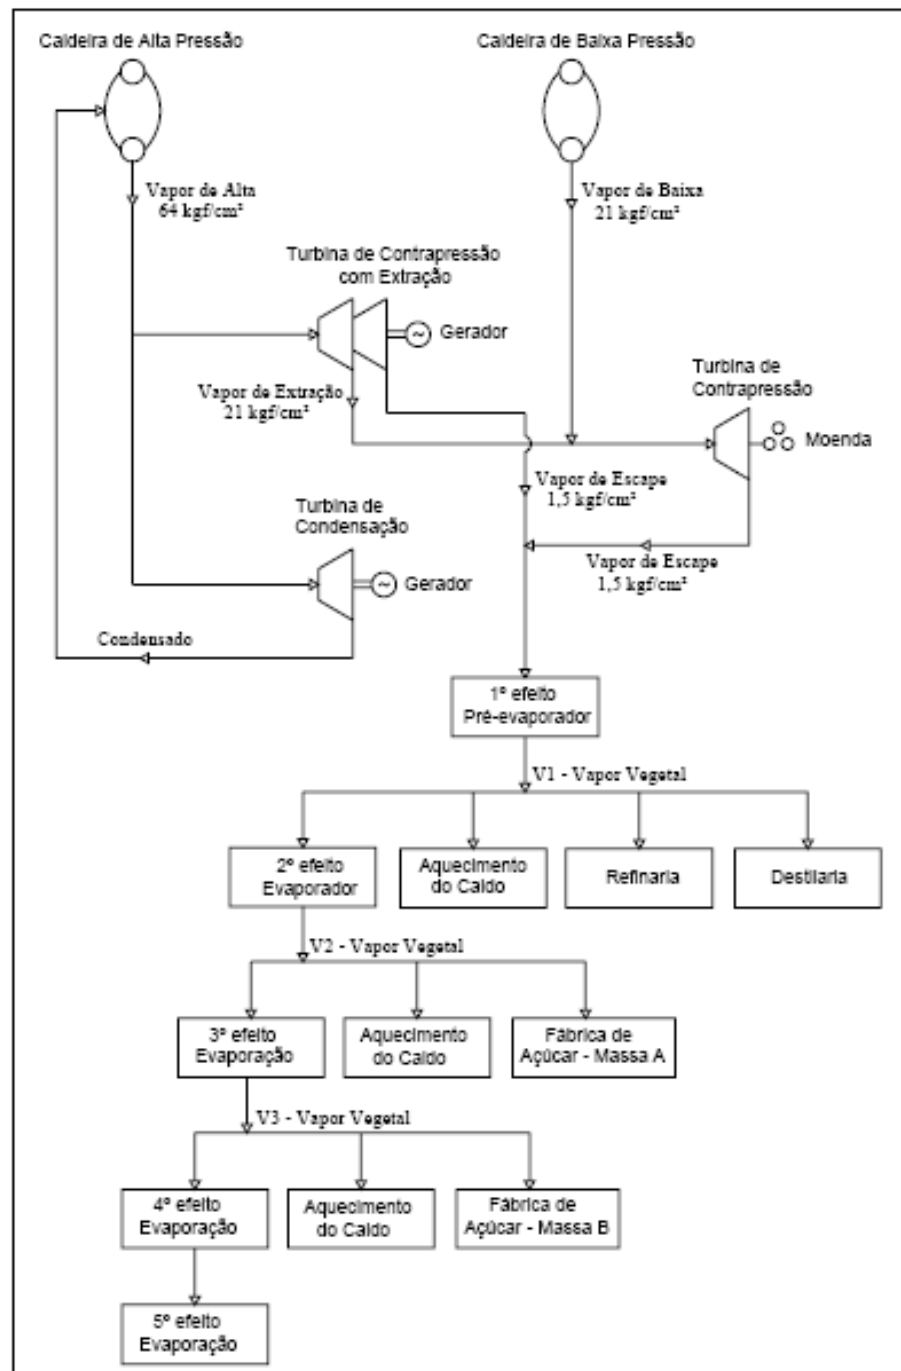 Caldeira de Alta Pressão
Caldeira de Baixa Pressão
Vapor de Alta
64 kgf/cm²
Vapor de Baixa
21 kgf/cm²
Turbina de Contrapressão
com Extração
~
Gerador
Turbina de
Contrapressão
Vapor de Extração
21 kgf/cm²
Moenda
Vapor de Escape
1,5 kgf/cm²
Turbina de
Condensação
Vapor de Escape
1,5 kgf/cm²
~
Gerador
Condensado
1º efeito
Pré-evaporador
V1 - Vapor Vegetal
2º efeito
Evaporador
Aquecimento
do Caldo
Refinaria
Destilaria
V2 - Vapor Vegetal
3º efeito
Evaporação
Aquecimento
do Caldo
Fábrica de
Açúcar - Massa A
V3 - Vapor Vegetal
4º efeito
Evaporação
Aquecimento
do Caldo
Fábrica de
Açúcar - Massa B
5º efeito
Evaporação